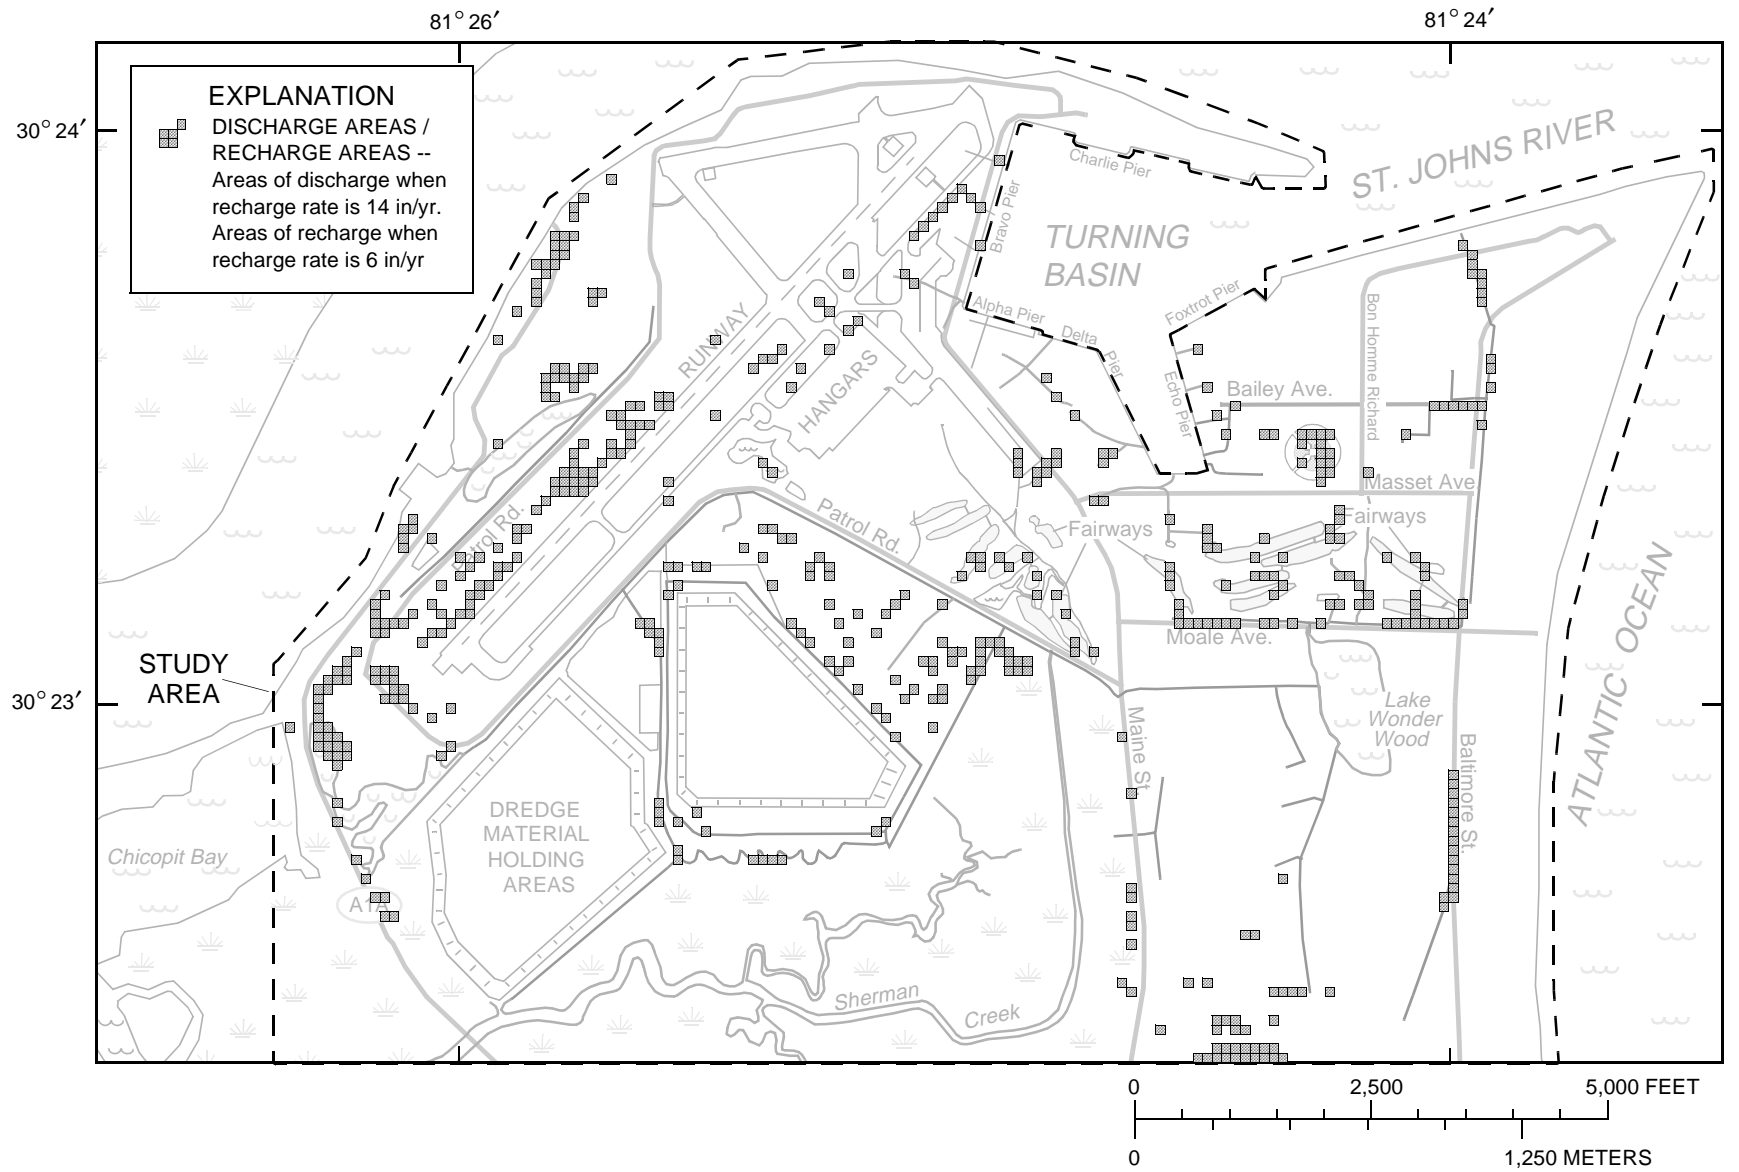 81° 26′
81° 24′
30° 24′
30° 23′
EXPLANATION
DISCHARGE AREAS /
RECHARGE AREAS --
Areas of discharge when
recharge rate is 14 in/yr.
Areas of recharge when
recharge rate is 6 in/yr
ST. JOHNS RIVER
Charlie Pier
Bravo Pier
TURNING
BASIN
Alpha Pier
Delta
Pier
Foxtrot Pier
Echo Pier
Bon Homme Richard
Bailey Ave.
Masset Ave.
RUNWAY
HANGARS
Patrol Rd.
Patrol Rd.
Fairways
Fairways
Moale Ave.
STUDY
AREA
Lake
Wonder
Wood
Maine St.
Baltimore St.
ATLANTIC OCEAN
DREDGE
MATERIAL
HOLDING
AREAS
Chicopit Bay
A1A
Sherman
Creek
0
2,500
5,000 FEET
0
1,250 METERS